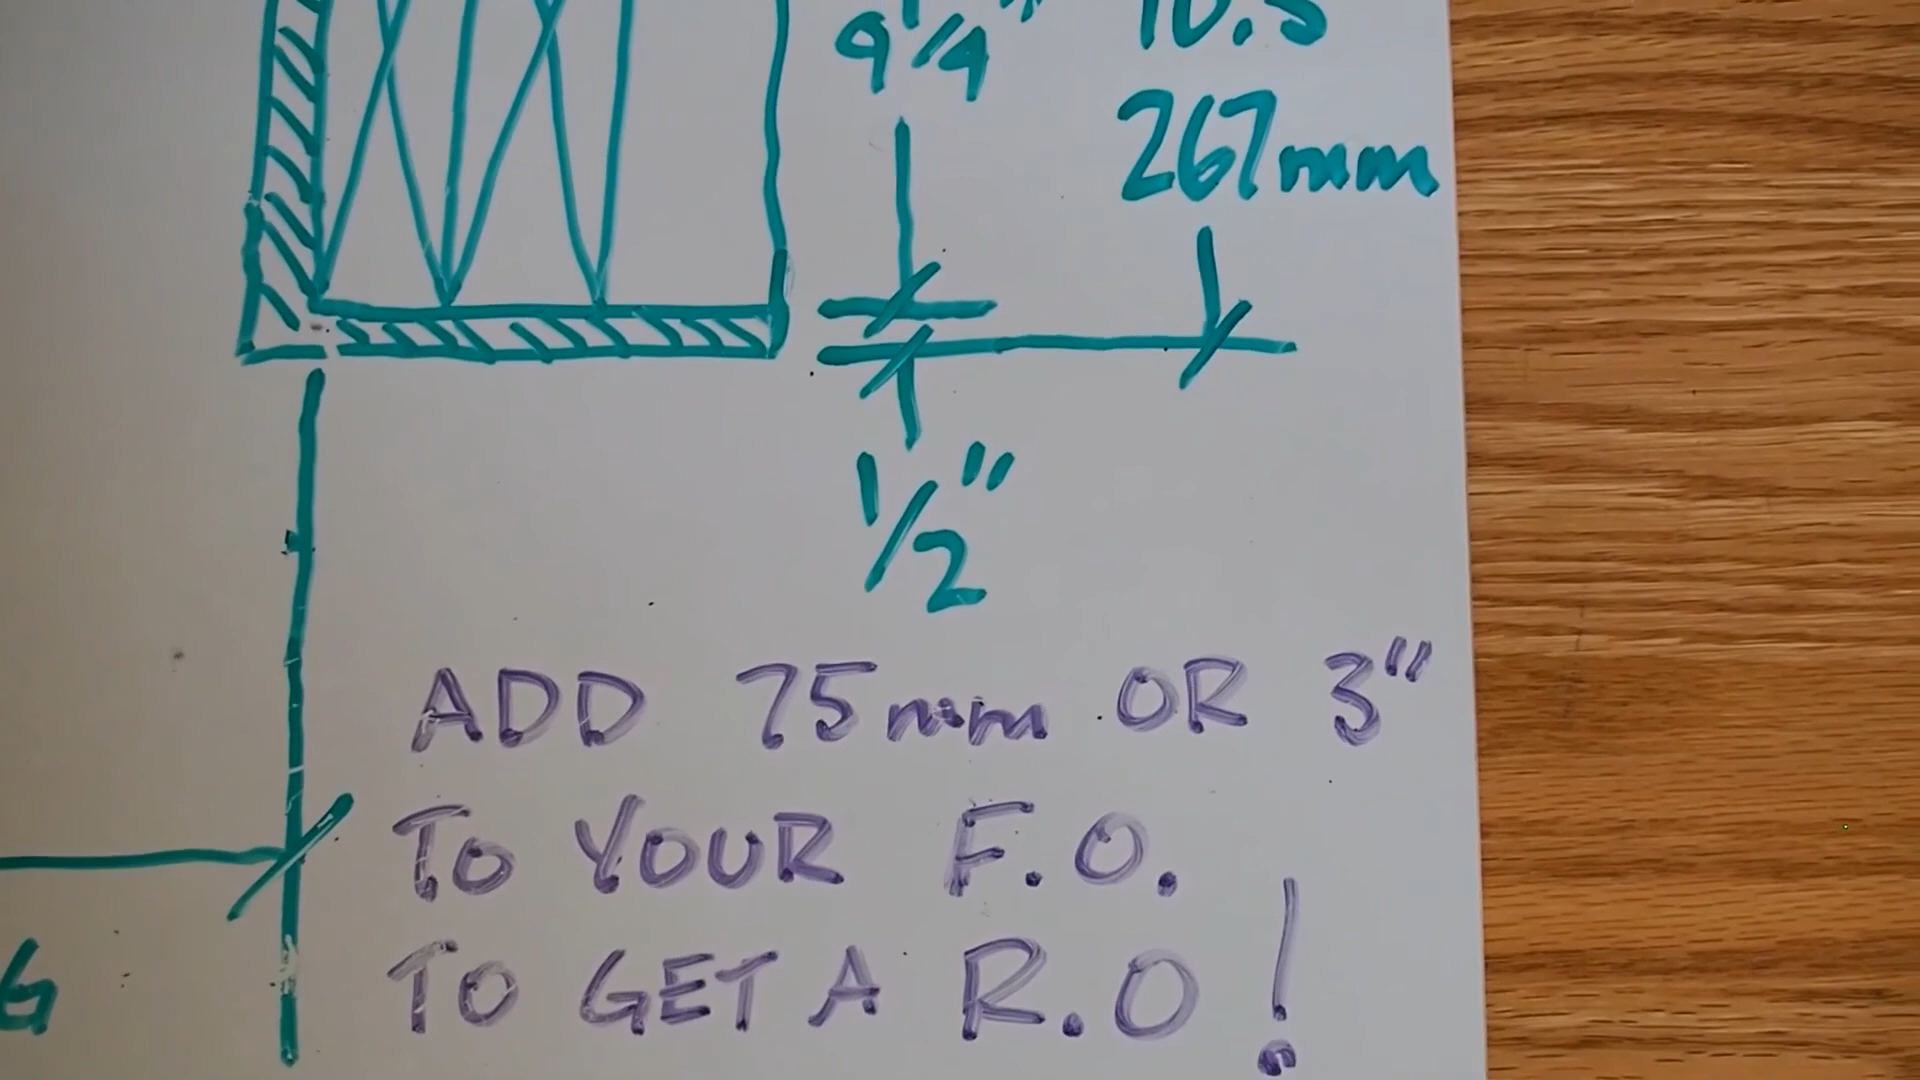 9 1/4"
10.5
267mm
1/2"
ADD 75mm OR 3"
TO YOUR F.O.
TO GET A R.O!
G